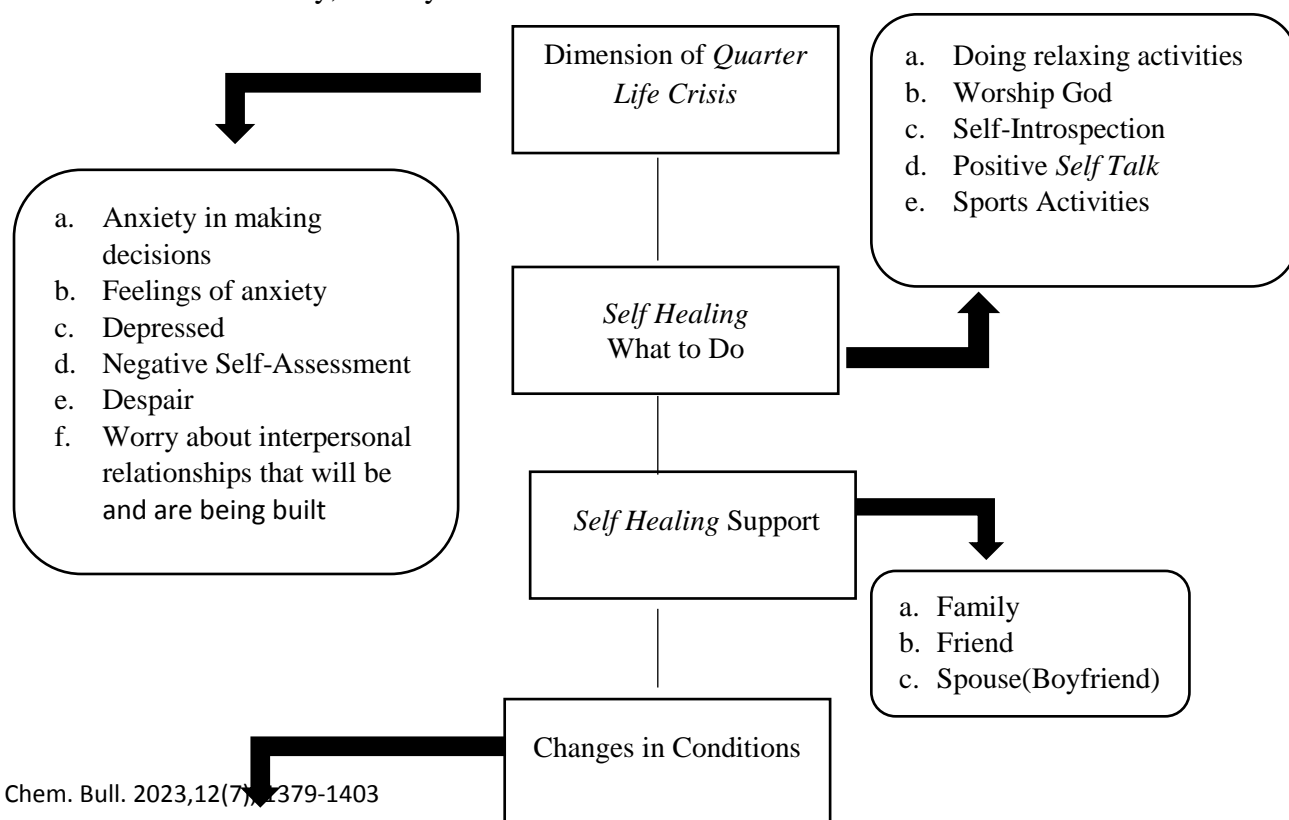 Dimension of Quarter
Life Crisis
a. Doing relaxing activities
b. Worship God
c. Self-Introspection
d. Positive Self Talk
e. Sports Activities
a. Anxiety in making
decisions
b. Feelings of anxiety
c. Depressed
d. Negative Self-Assessment
e. Despair
f. Worry about interpersonal
relationships that will be
and are being built
Self Healing
What to Do
Self Healing Support
a. Family
b. Friend
c. Spouse(Boyfriend)
Changes in Conditions
Chem. Bull. 2023,12(7), 1379-1403